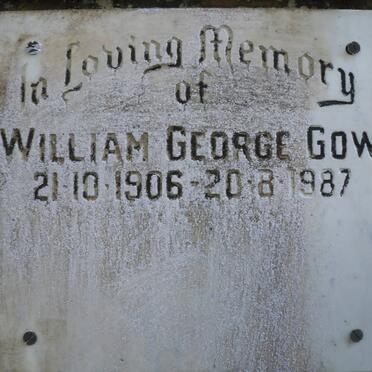 In Loving Memory
of
WILLIAM GEORGE GOW
21·10·1906-20·8·1987